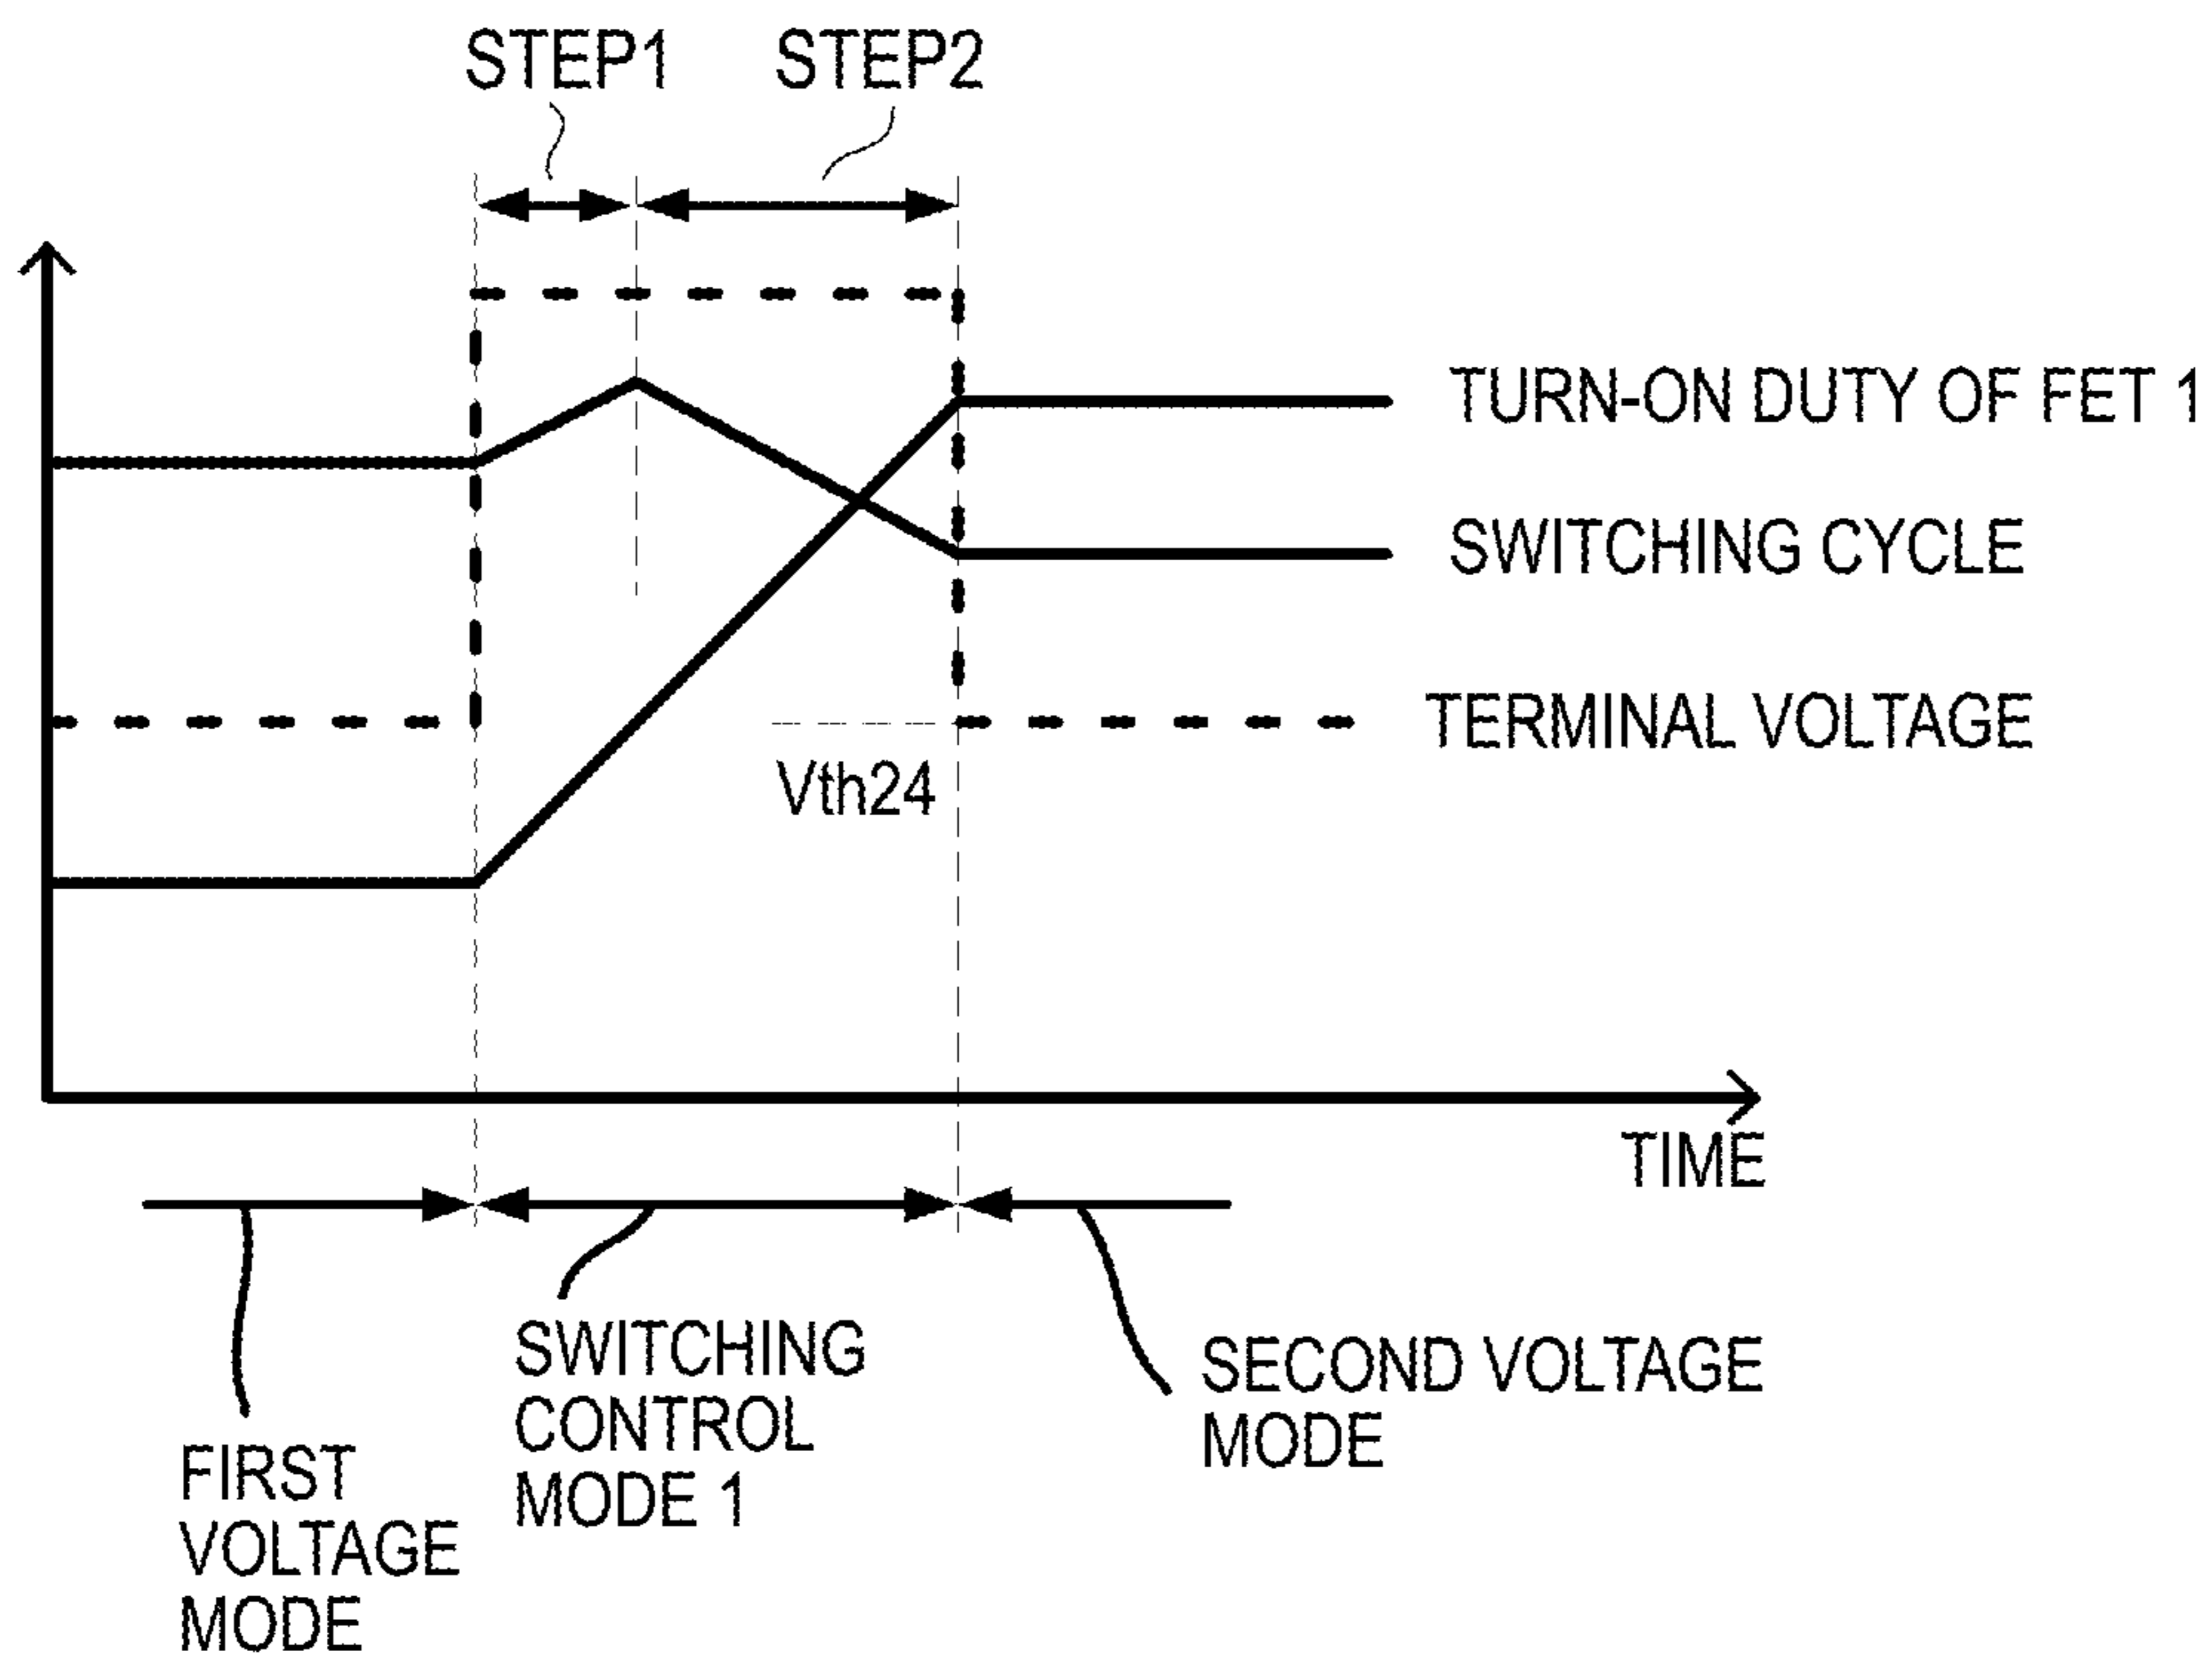 STEP1
STEP2
TURN-ON DUTY OF FET 1
SWITCHING CYCLE
TERMINAL VOLTAGE
Vth24
TIME
FIRST
VOLTAGE
MODE
SWITCHING
CONTROL
MODE 1
SECOND VOLTAGE
MODE